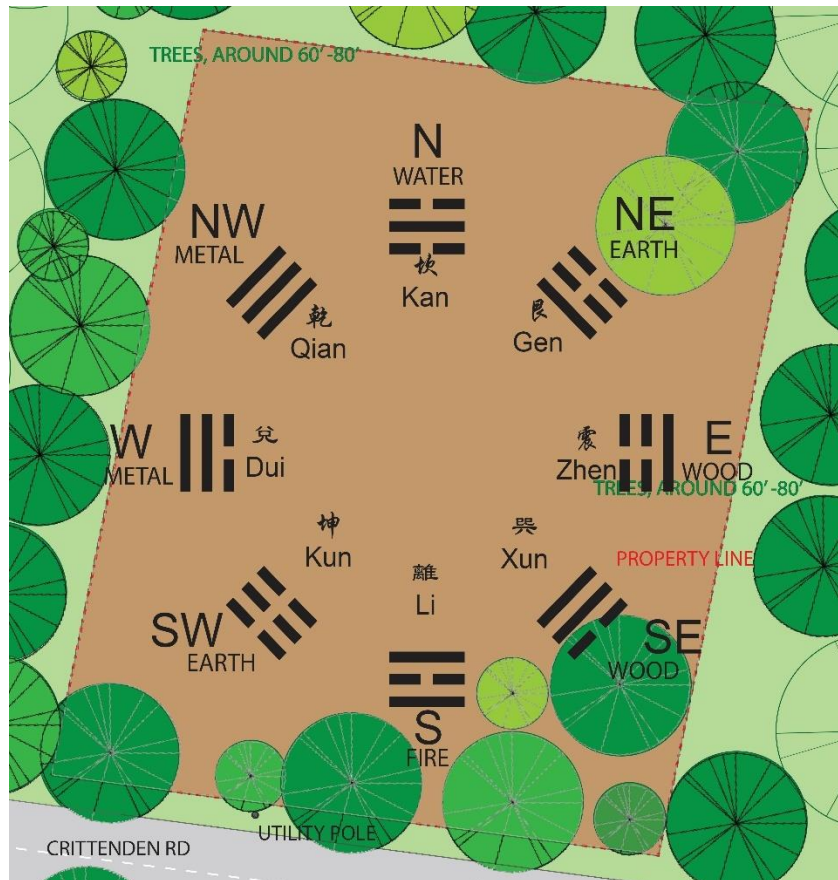 TREES, AROUND 60'-80'
N
WATER
坎
Kan
NW
METAL
乾
Qian
NE
EARTH
艮
Gen
W
METAL
兌
Dui
震
Zhen
E
WOOD
TREES, AROUND 60'-80'
坤
Kun
巽
Xun
PROPERTY LINE
離
Li
SW
EARTH
SE
WOOD
S
FIRE
UTILITY POLE
CRITTENDEN RD